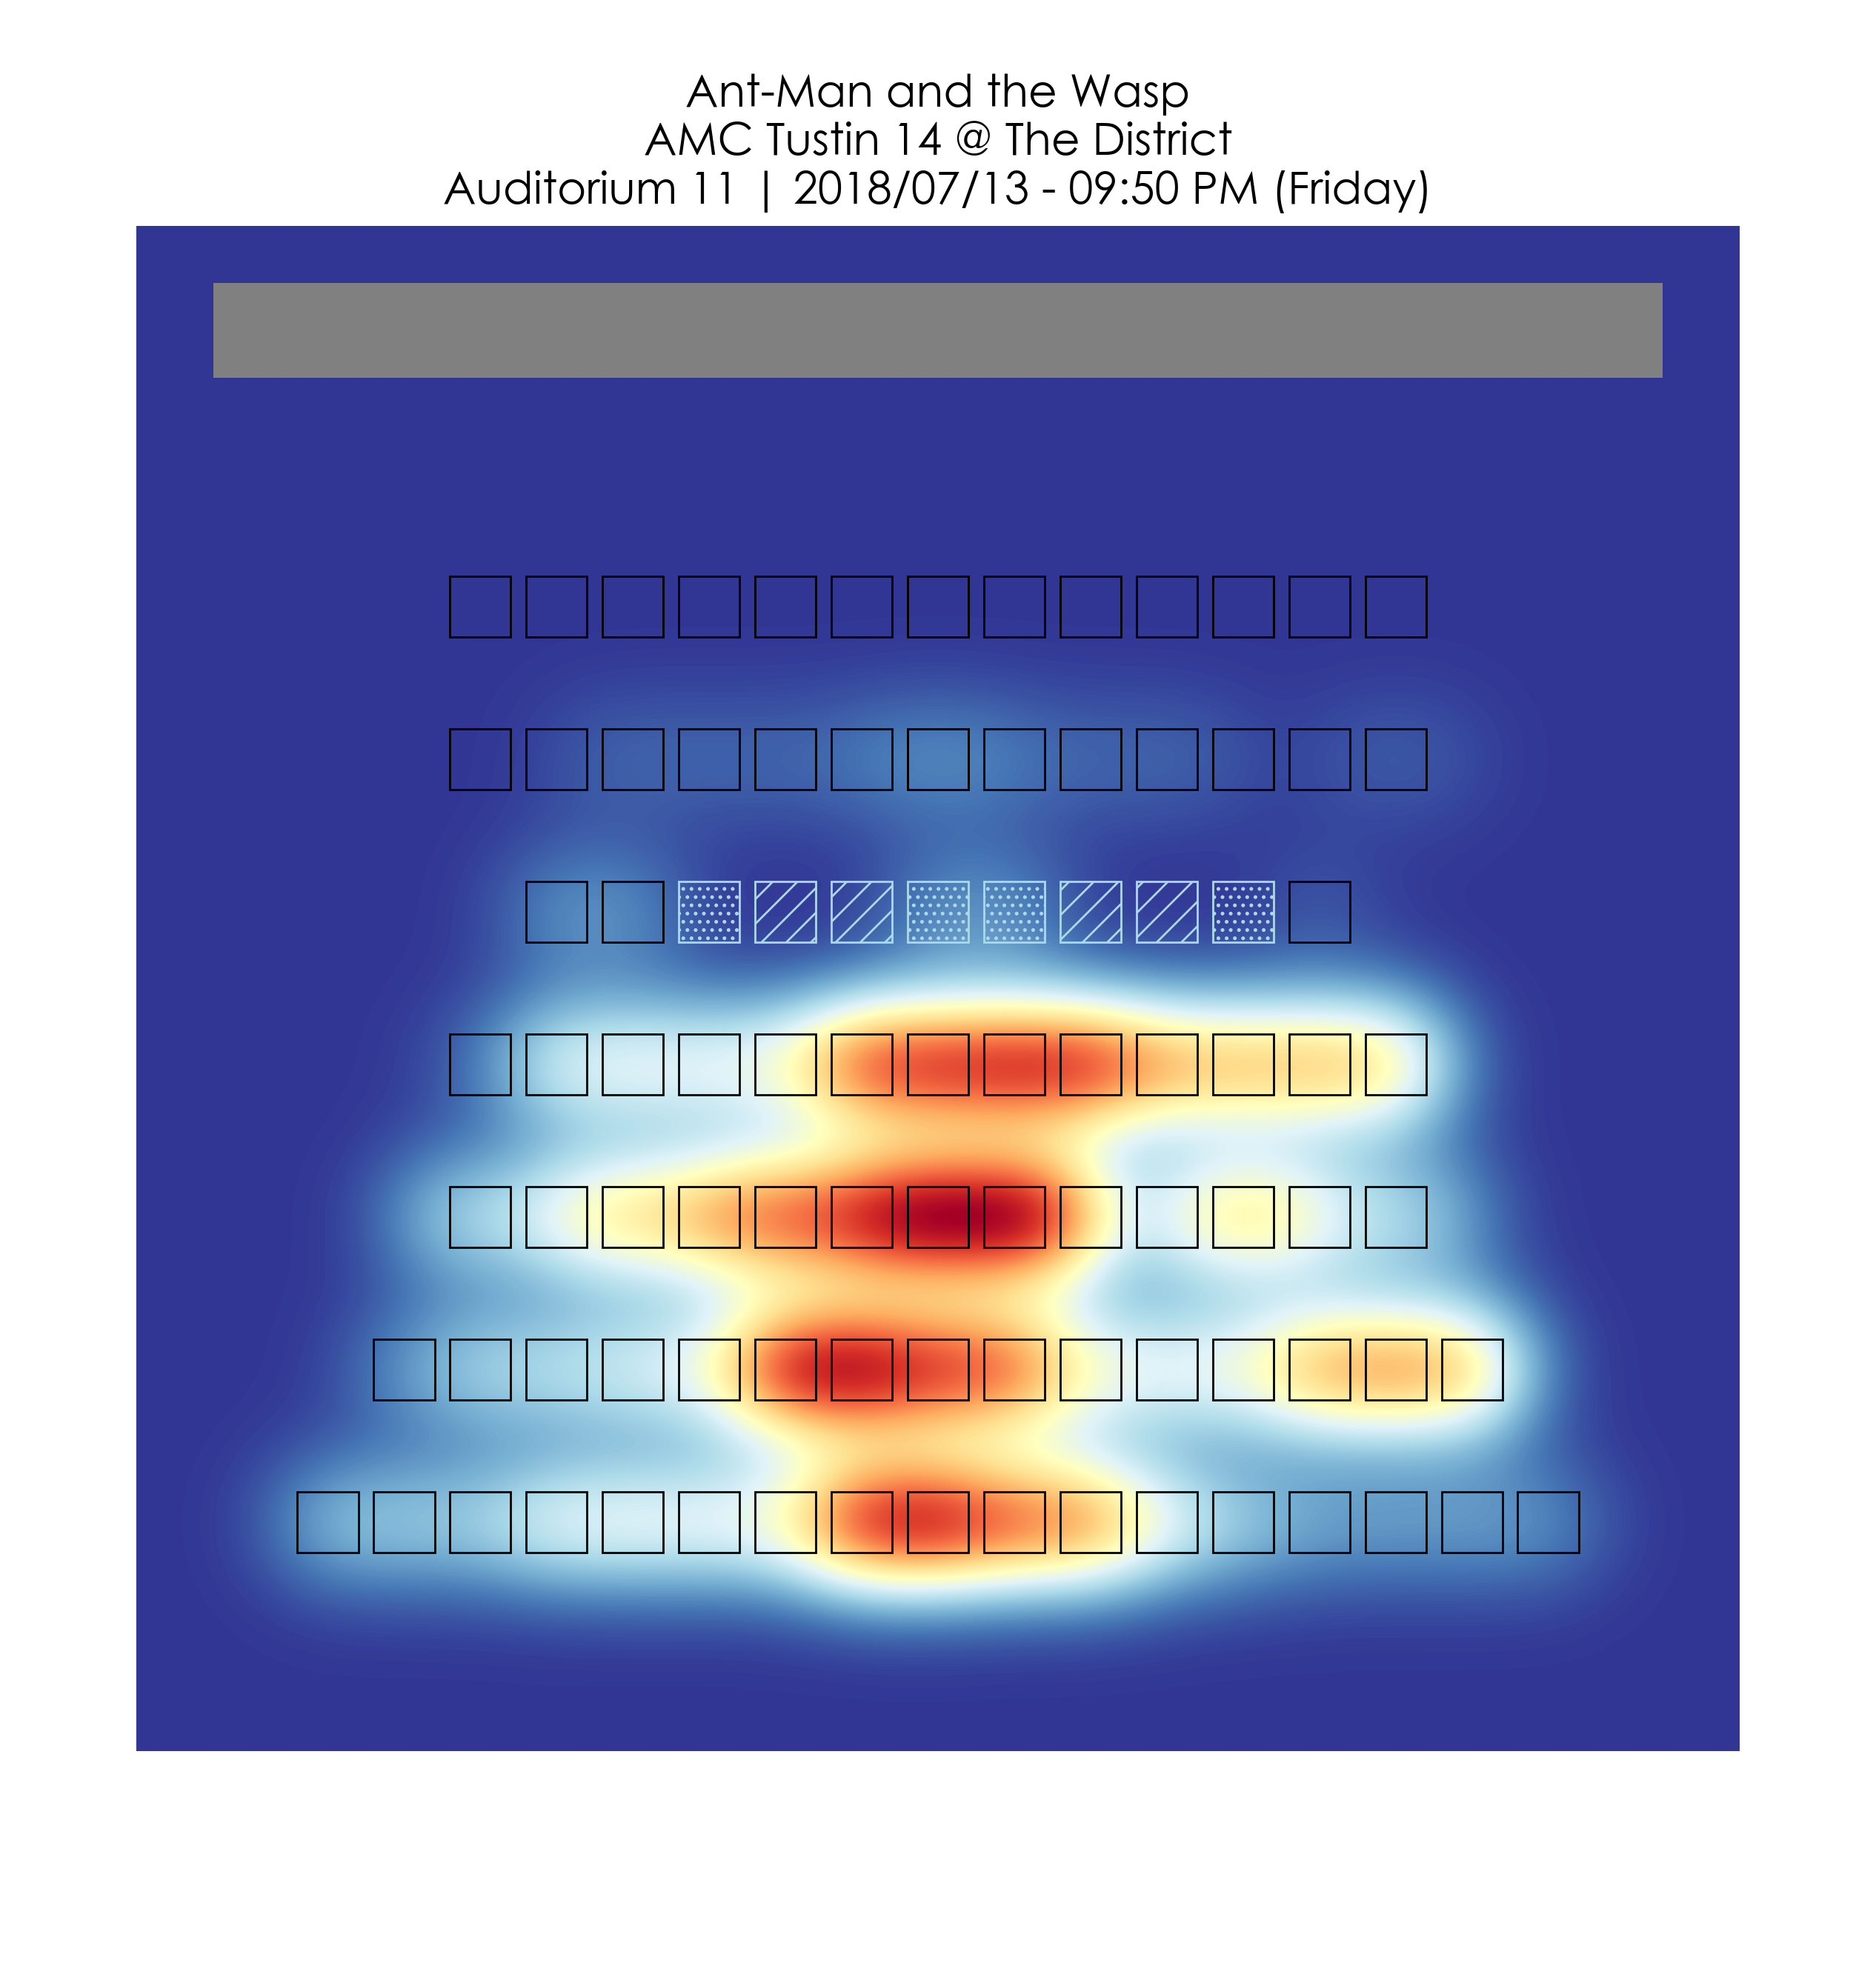 Ant-Man and the Wasp
AMC Tustin 14 @ The District
Auditorium 11 | 2018/07/13 - 09:50 PM (Friday)